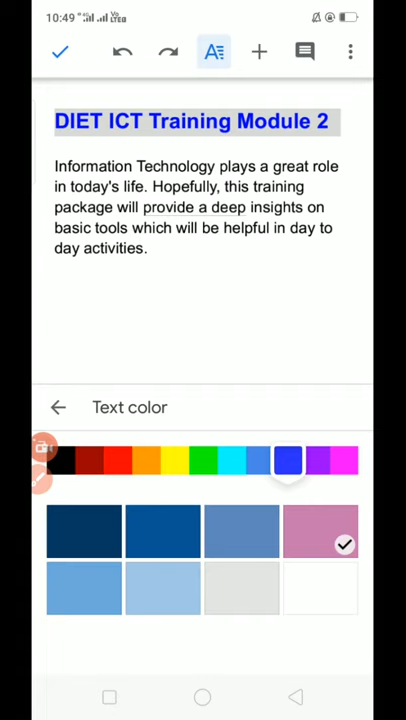 10:49
DIET ICT Training Module 2
Information Technology plays a great role
in today's life. Hopefully, this training
package will provide a deep insights on
basic tools which will be helpful in day to
day activities.
Text color